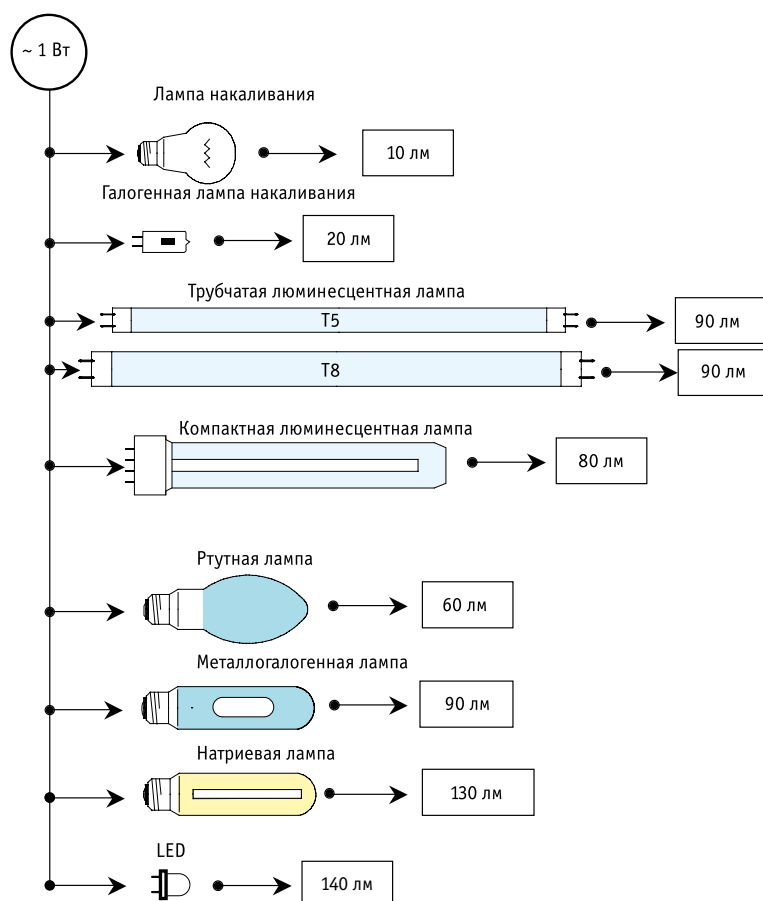 ~ 1 Вт
Лампа накаливания
10 лм
Галогенная лампа накаливания
20 лм
Трубчатая люминесцентная лампа
T5
90 лм
T8
90 лм
Компактная люминесцентная лампа
80 лм
Ртутная лампа
60 лм
Металлогалогенная лампа
90 лм
Натриевая лампа
130 лм
LED
140 лм